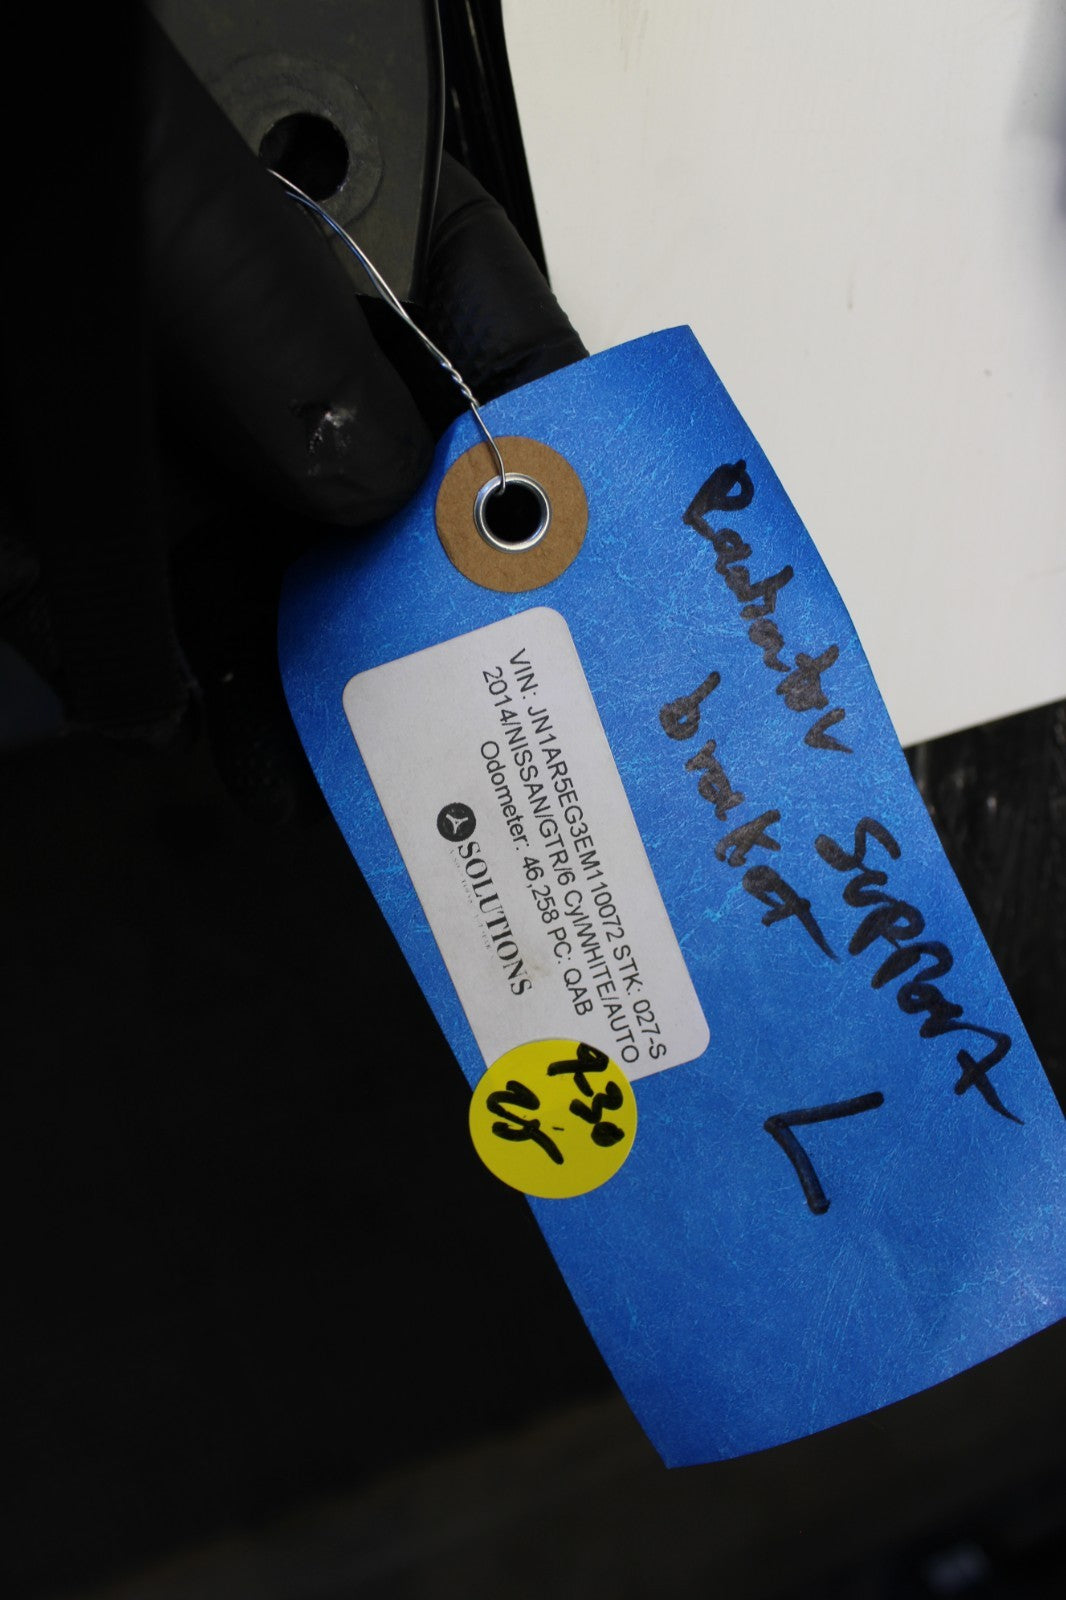 Radiator Support
braket L
VIN: JN1AR5EG3EM110072 STK: 027-S
2014/NISSAN/GTR/6 Cyl/WHITE/AUTO
Odometer: 46,258 PC: QAB
SOLUTIONS
9-30
25